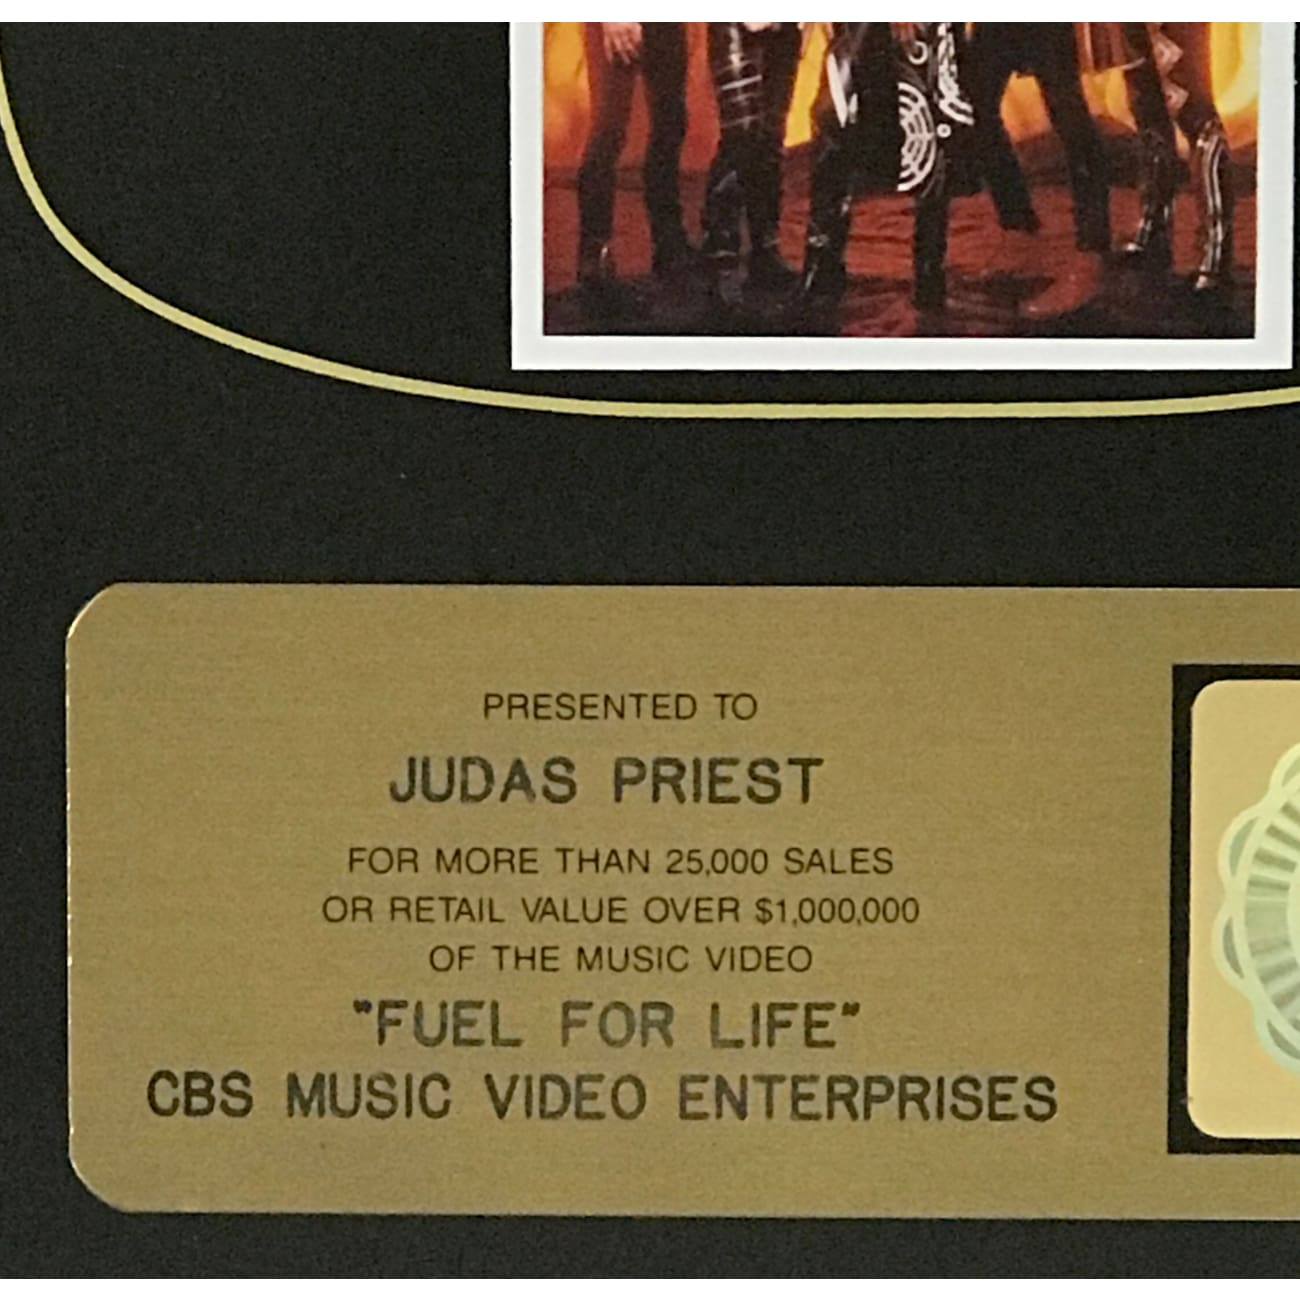 PRESENTED TO
JUDAS PRIEST
FOR MORE THAN 25,000 SALES
OR RETAIL VALUE OVER $1,000,000
OF THE MUSIC VIDEO
"FUEL FOR LIFE"
CBS MUSIC VIDEO ENTERPRISES